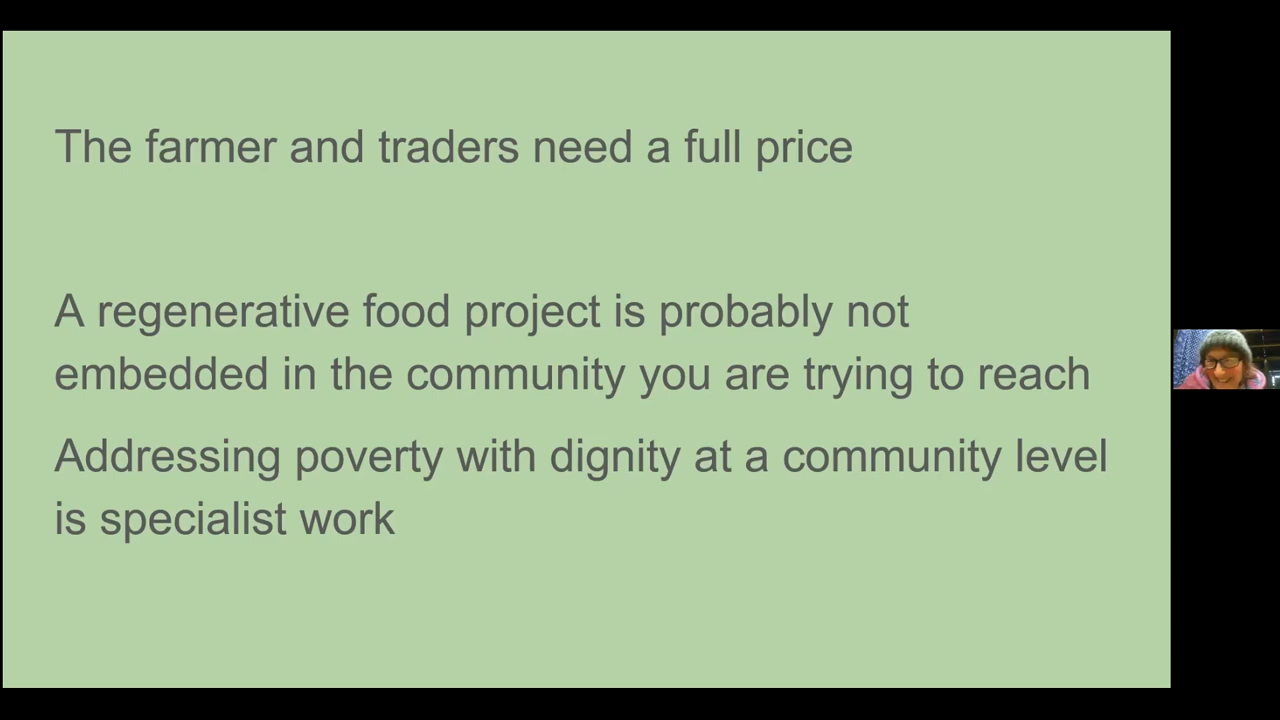 The farmer and traders need a full price
A regenerative food project is probably not
embedded in the community you are trying to reach
Addressing poverty with dignity at a community level
is specialist work